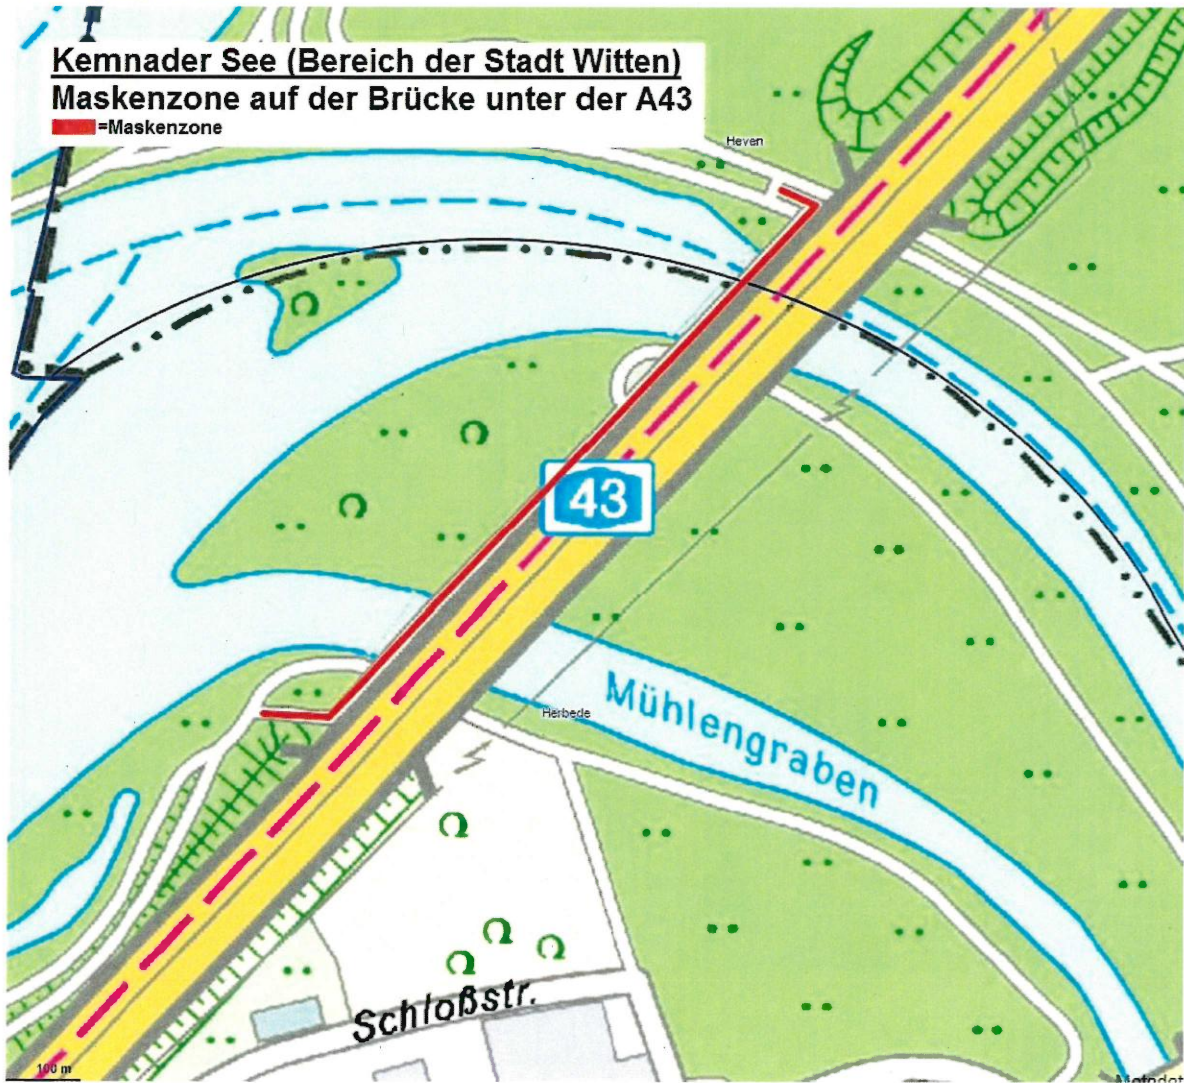 Kemnader See (Bereich der Stadt Witten)
Maskenzone auf der Brücke unter der A43
=Maskenzone
Heven
43
Mühlengraben
Herbede
Schloßstr.
100 m